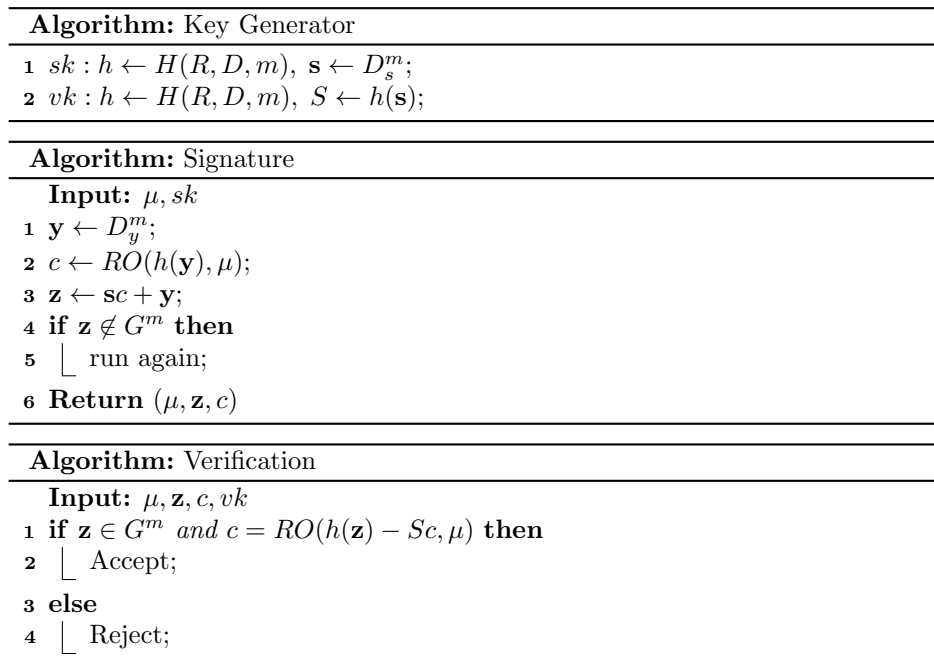 Algorithm: Key Generator
1 sk : h ← H(R, D, m), s ← D_s^m;
2 vk : h ← H(R, D, m), S ← h(s);
Algorithm: Signature
Input: μ, sk
1 y ← D_y^m;
2 c ← RO(h(y), μ);
3 z ← sc + y;
4 if z ∉ G^m then
5 run again;
6 Return (μ, z, c)
Algorithm: Verification
Input: μ, z, c, vk
1 if z ∈ G^m and c = RO(h(z) − Sc, μ) then
2 Accept;
3 else
4 Reject;